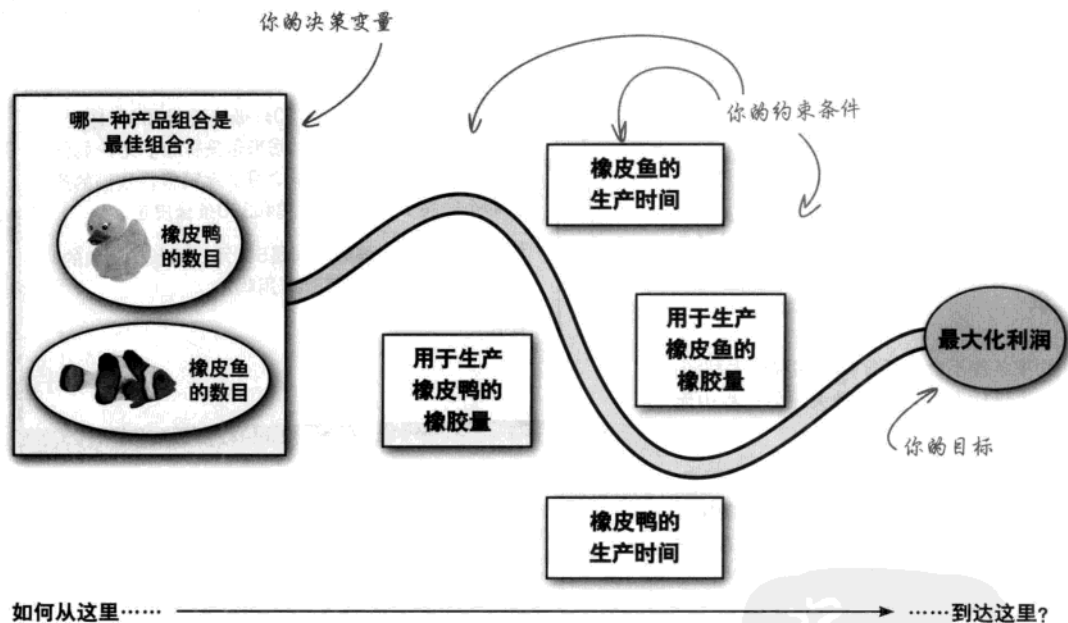 你的决策变量
你的约束条件
哪一种产品组合是
最佳组合?
橡皮鸭
的数目
橡皮鱼
的数目
橡皮鱼的
生产时间
用于生产
橡皮鸭的
橡胶量
用于生产
橡皮鱼的
橡胶量
最大化利润
你的目标
橡皮鸭的
生产时间
如何从这里……
……到达这里?